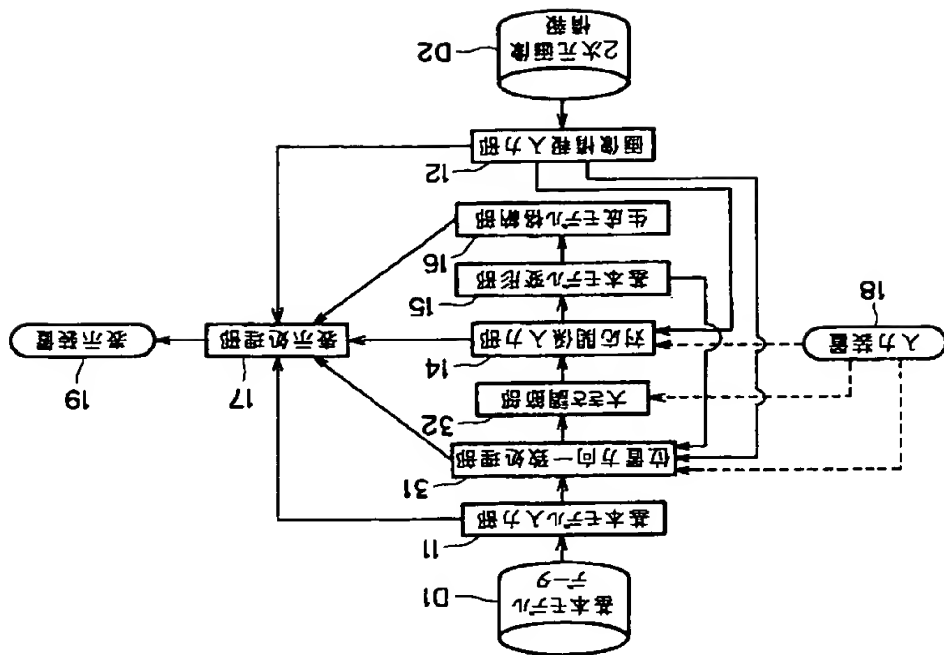 基本モデル
データ
D1
基本モデル入力部
11
位置方向一致処理部
31
大きさ調節部
32
入力装置
18
対応関係入力部
14
表示処理部
17
表示装置
19
基本モデル変形部
15
生成モデル格納部
16
画像情報入力部
12
2次元画像
情報
D2